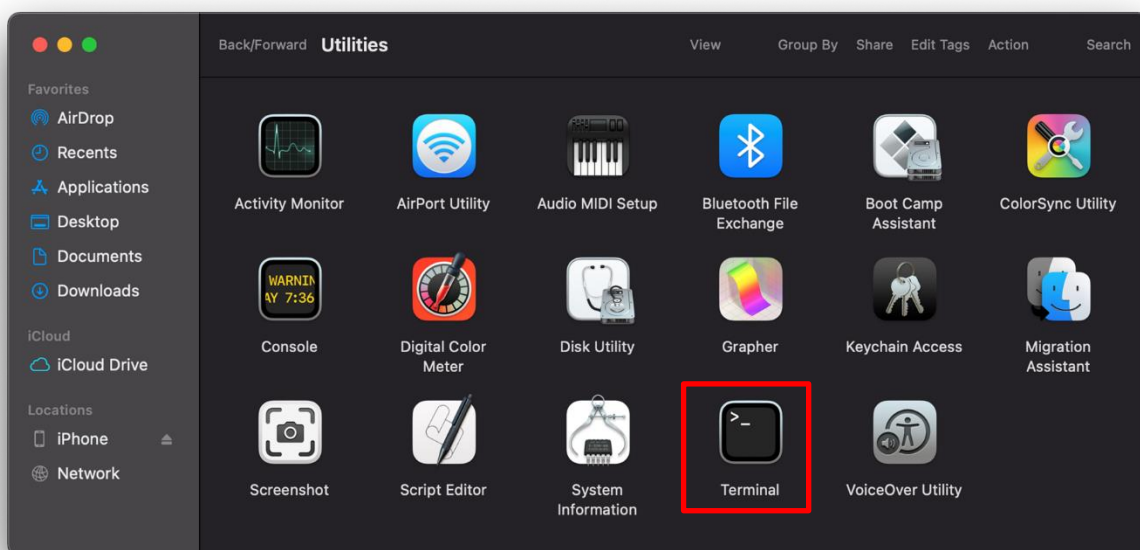 Back/Forward Utilities View Group By Share Edit Tags Action Search
Favorites
AirDrop
Recents
Applications
Desktop
Documents
Downloads
iCloud
iCloud Drive
Locations
iPhone
Network
Activity Monitor
AirPort Utility
Audio MIDI Setup
Bluetooth File
Exchange
Boot Camp
Assistant
ColorSync Utility
WARNIN
AY 7:36
Console
Digital Color
Meter
Disk Utility
Grapher
Keychain Access
Migration
Assistant
Screenshot
Script Editor
System
Information
>_
Terminal
VoiceOver Utility